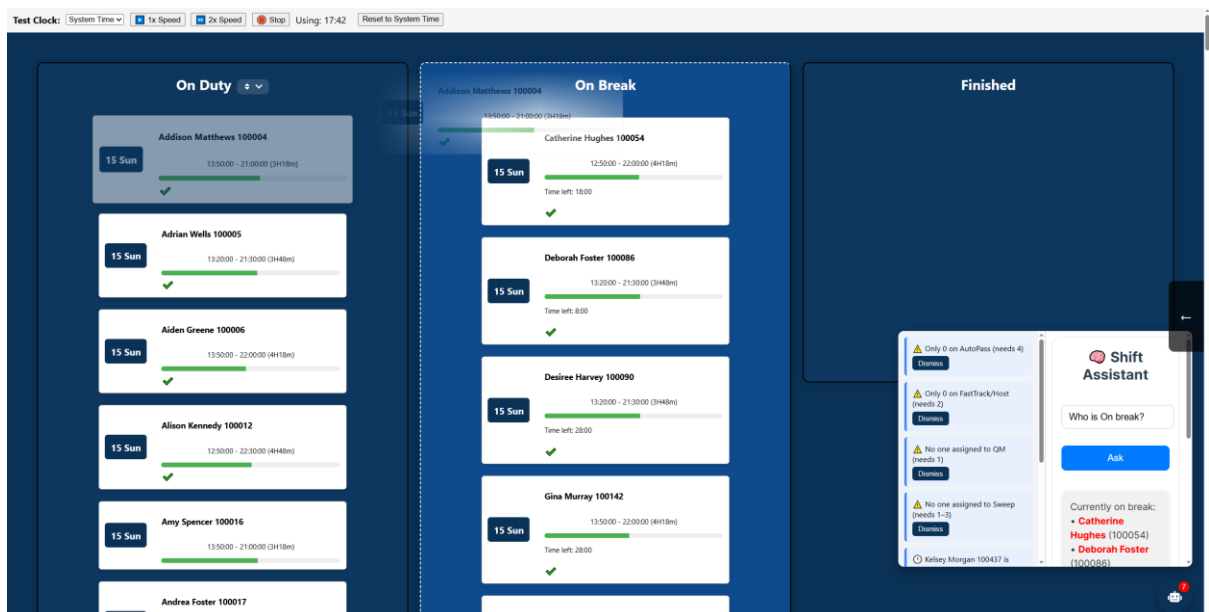 Test Clock: System Time 1x Speed 2x Speed Stop Using: 17:42 Reset to System Time
On Duty
Addison Matthews 100004
15 Sun
13:50:00 - 21:00:00 (3H18m)
Adrian Wells 100005
15 Sun
13:20:00 - 21:30:00 (3H48m)
Aiden Greene 100006
15 Sun
13:50:00 - 22:00:00 (4H18m)
Alison Kennedy 100012
15 Sun
12:50:00 - 22:30:00 (4H48m)
Amy Spencer 100016
15 Sun
13:50:00 - 21:00:00 (3H18m)
Andrea Foster 100017
On Break
Addison Matthews 100004
15 Sun
13:50:00 - 21:00:00 (3H18m)
Catherine Hughes 100054
15 Sun
12:50:00 - 22:00:00 (4H18m)
Time left: 18:00
Deborah Foster 100086
15 Sun
13:20:00 - 21:30:00 (3H48m)
Time left: 8:00
Desiree Harvey 100090
15 Sun
13:20:00 - 21:30:00 (3H48m)
Time left: 28:00
Gina Murray 100142
15 Sun
13:50:00 - 22:00:00 (4H18m)
Time left: 28:00
Finished
←
Only 0 on AutoPass (needs 4)
Dismiss
Only 0 on FastTrack/Host
(needs 2)
Dismiss
No one assigned to QM
(needs 1)
Dismiss
No one assigned to Sweep
(needs 1–3)
Dismiss
Kelsey Morgan 100437 is
Shift
Assistant
Who is On break?
Ask
Currently on break:
• Catherine
Hughes (100054)
• Deborah Foster
(100086)
7